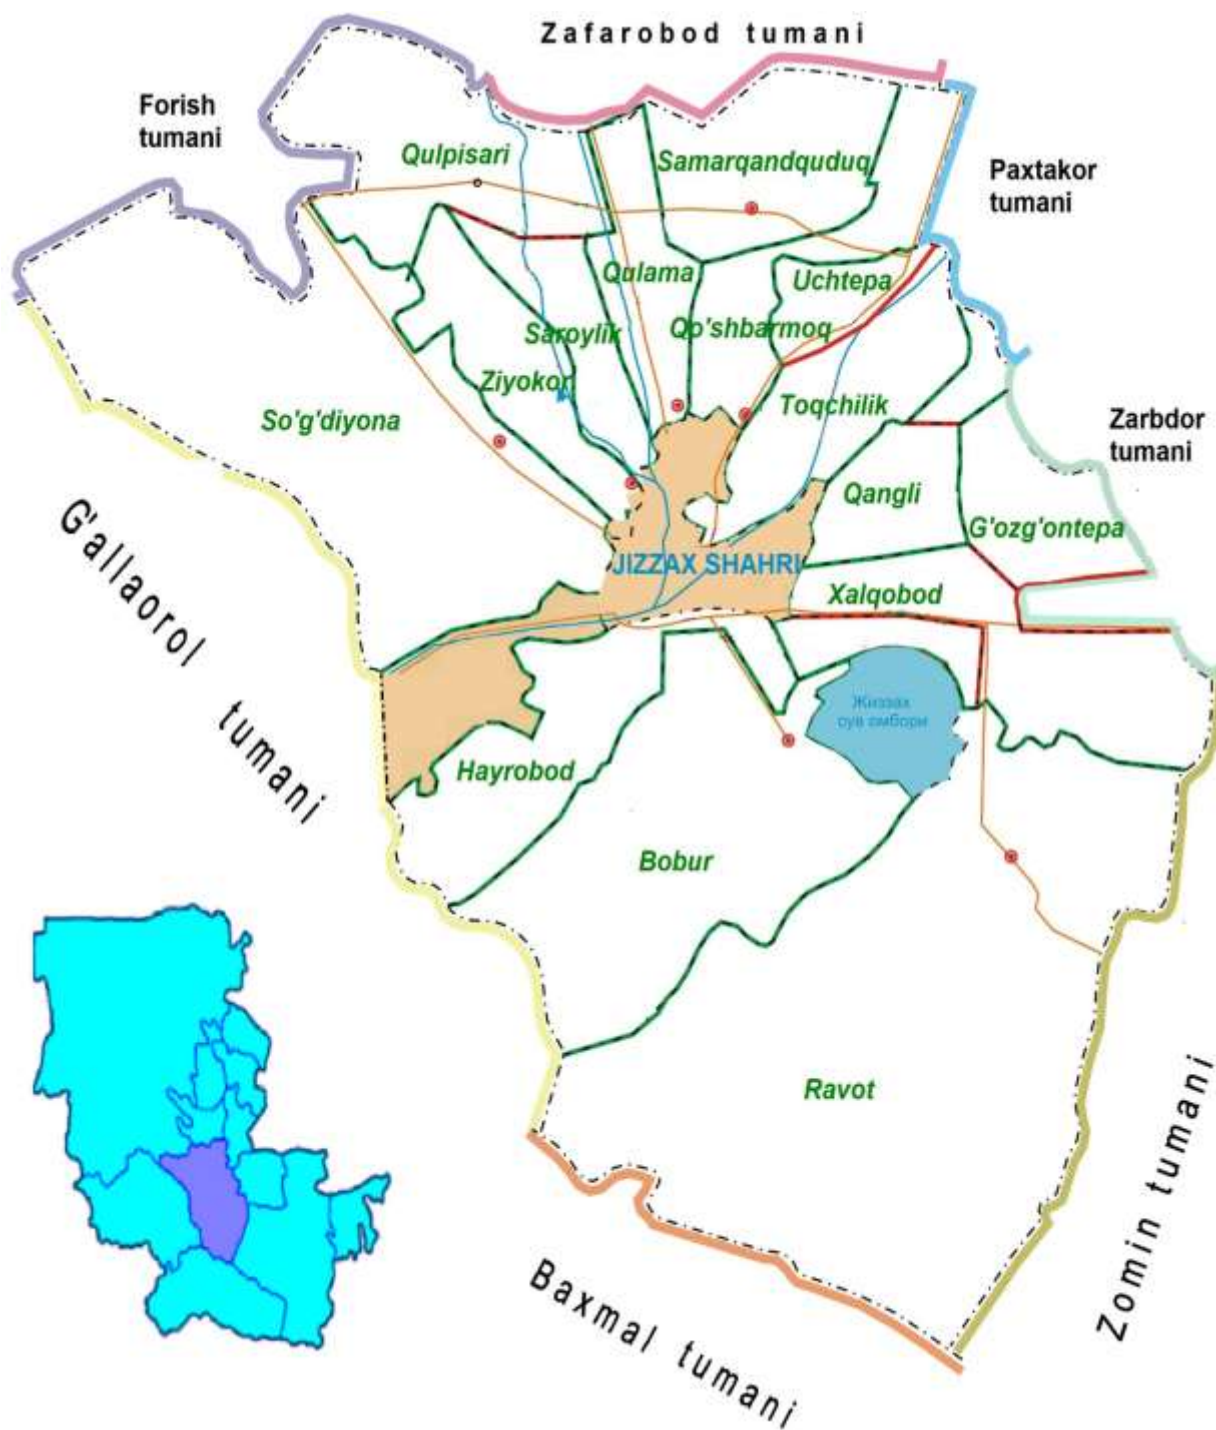 Zafarobod tumani
Forish
tumani
Qulpisari
Samarqandquduq
Paxtakor
tumani
Qulama
Uchtepa
Saroylik
Qo'shbarmoq
Ziyokor
So'g'diyona
Toqchilik
Zarbdor
tumani
Qangli
G'ozg'ontepa
G'allaorol tumani
JIZZAX SHAHRI
Xalqobod
Жиззах
сув омбори
Hayrobod
Bobur
Ravot
Zomin tumani
Baxmal tumani